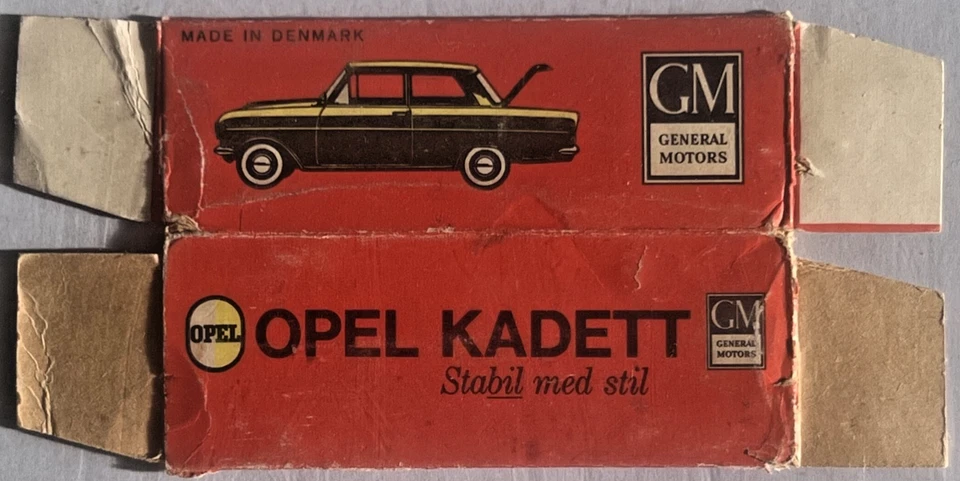 MADE IN DENMARK
GM
GENERAL
MOTORS
OPEL
OPEL KADETT
GM
GENERAL
MOTORS
Stabil med stil